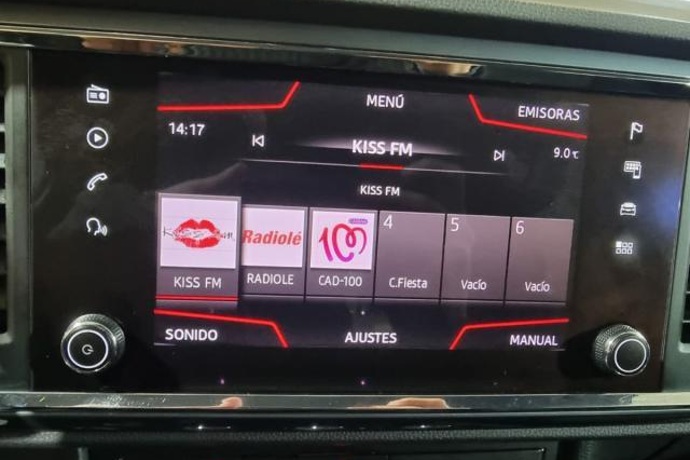 MENÚ
EMISORAS
14:17
KISS FM
9.0 °C
KISS FM
Radiolé
4
5
6
KISS FM
RADIOLE
CAD-100
C.Fiesta
Vacío
Vacío
SONIDO
AJUSTES
MANUAL